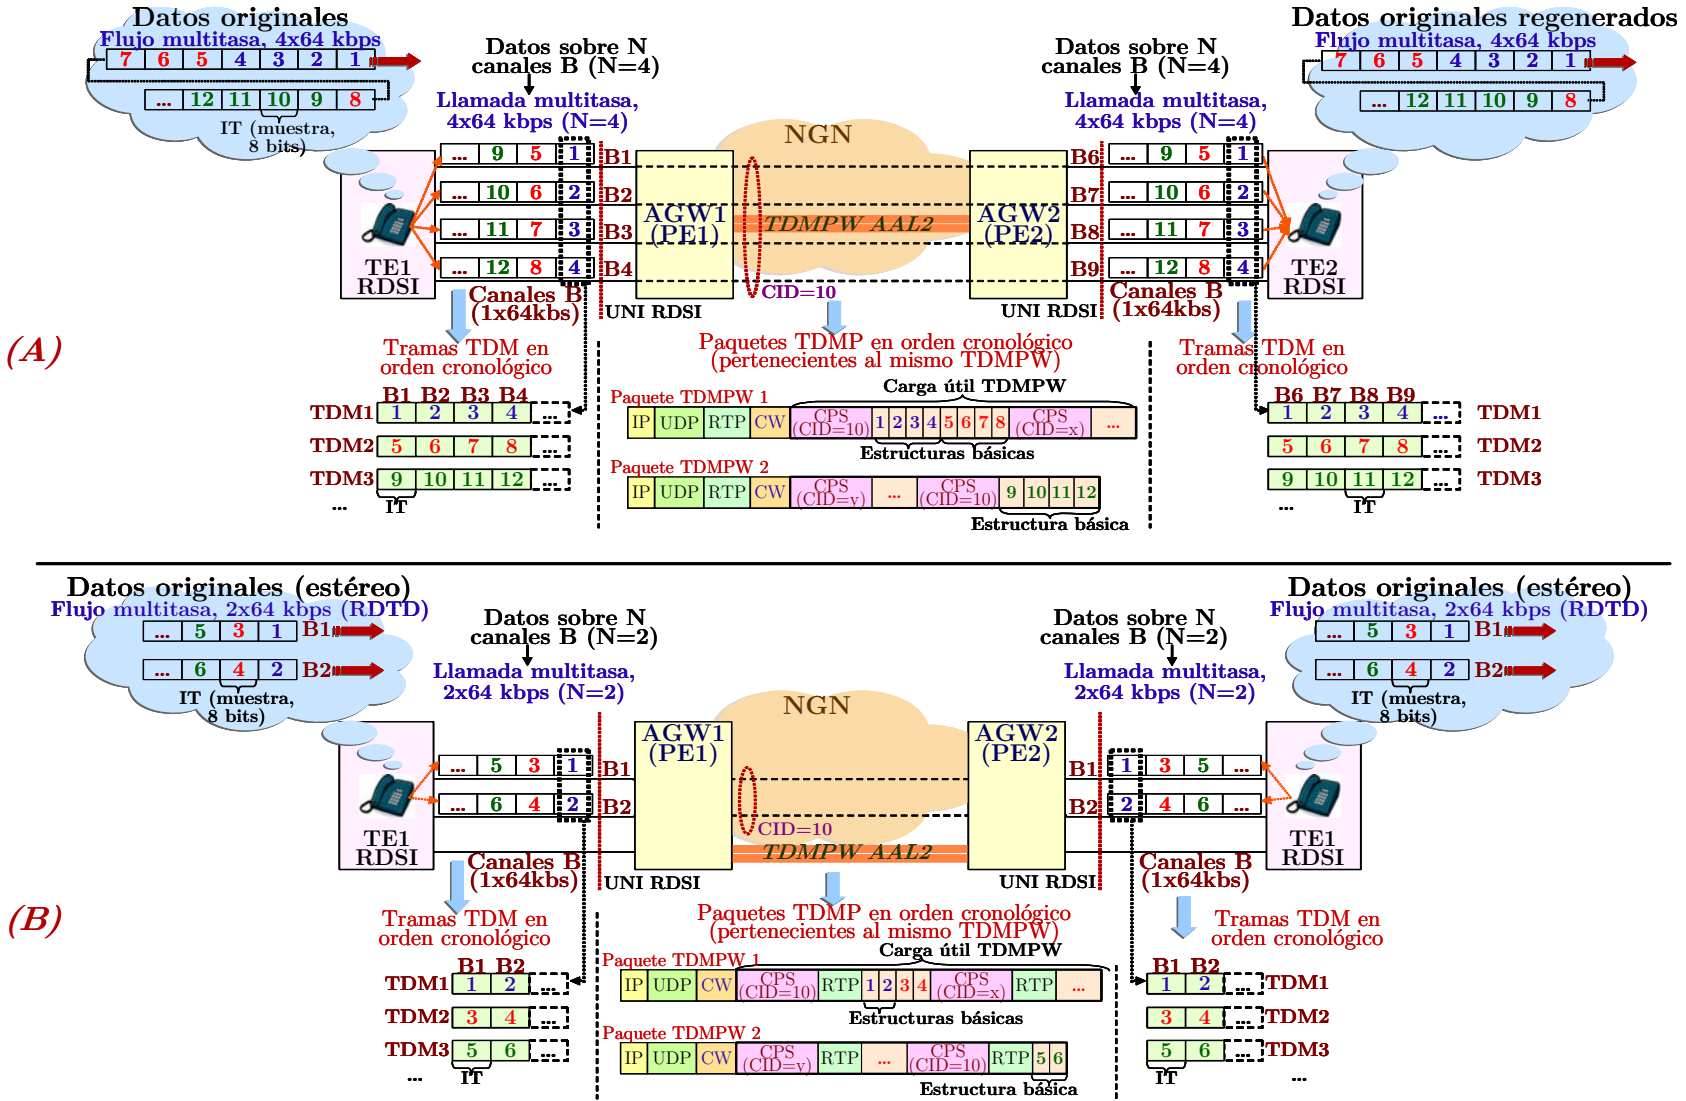 Datos originales
Flujo multitasa, 4x64 kbps
7 6 5 4 3 2 1
... 12 11 10 9 8
IT (muestra,
8 bits)
Datos sobre N
canales B (N=4)
Llamada multitasa,
4x64 kbps (N=4)
... 9 5 1 B1
... 10 6 2 B2
... 11 7 3 B3
... 12 8 4 B4
TE1
RDSI
Canales B
(1x64kbs)
UNI RDSI
AGW1
(PE1)
NGN
TDMPW AAL2
CID=10
AGW2
(PE2)
Datos sobre N
canales B (N=4)
Llamada multitasa,
4x64 kbps (N=4)
B6 ... 9 5 1
B7 ... 10 6 2
B8 ... 11 7 3
B9 ... 12 8 4
UNI RDSI
Canales B
(1x64kbs)
TE2
RDSI
Datos originales regenerados
Flujo multitasa, 4x64 kbps
7 6 5 4 3 2 1
... 12 11 10 9 8
(A)
Tramas TDM en
orden cronológico
B1 B2 B3 B4
TDM1 1 2 3 4 ...
TDM2 5 6 7 8 ...
TDM3 9 10 11 12 ...
... IT
Paquetes TDMP en orden cronológico
(pertenecientes al mismo TDMPW)
Carga útil TDMPW
Paquete TDMPW 1
IP UDP RTP CW CPS (CID=10) 1 2 3 4 5 6 7 8 CPS (CID=x) ...
Estructuras básicas
Paquete TDMPW 2
IP UDP RTP CW CPS (CID=y) ... CPS (CID=10) 9 10 11 12
Estructura básica
Tramas TDM en
orden cronológico
B6 B7 B8 B9
1 2 3 4 ... TDM1
5 6 7 8 ... TDM2
9 10 11 12 ... TDM3
... IT
Datos originales (estéreo)
Flujo multitasa, 2x64 kbps (RDTD)
... 5 3 1 B1
... 6 4 2 B2
IT (muestra,
8 bits)
Datos sobre N
canales B (N=2)
Llamada multitasa,
2x64 kbps (N=2)
... 5 3 1 B1
... 6 4 2 B2
TE1
RDSI
Canales B
(1x64kbs)
UNI RDSI
AGW1
(PE1)
NGN
CID=10
TDMPW AAL2
AGW2
(PE2)
Datos sobre N
canales B (N=2)
Llamada multitasa,
2x64 kbps (N=2)
B1 1 3 5 ...
B2 2 4 6 ...
UNI RDSI
Canales B
(1x64kbs)
TE1
RDSI
Datos originales (estéreo)
Flujo multitasa, 2x64 kbps (RDTD)
... 5 3 1 B1
... 6 4 2 B2
IT (muestra,
8 bits)
(B)
Tramas TDM en
orden cronológico
B1 B2
TDM1 1 2 ...
TDM2 3 4 ...
TDM3 5 6 ...
... IT
Paquetes TDMP en orden cronológico
(pertenecientes al mismo TDMPW)
Carga útil TDMPW
Paquete TDMPW 1
IP UDP CW CPS (CID=10) RTP 1 2 3 4 CPS (CID=x) RTP ...
Estructuras básicas
Paquete TDMPW 2
IP UDP CW CPS (CID=y) RTP ... CPS (CID=10) RTP 5 6
Estructura básica
Tramas TDM en
orden cronológico
B1 B2
1 2 ... TDM1
3 4 ... TDM2
5 6 ... TDM3
IT ...